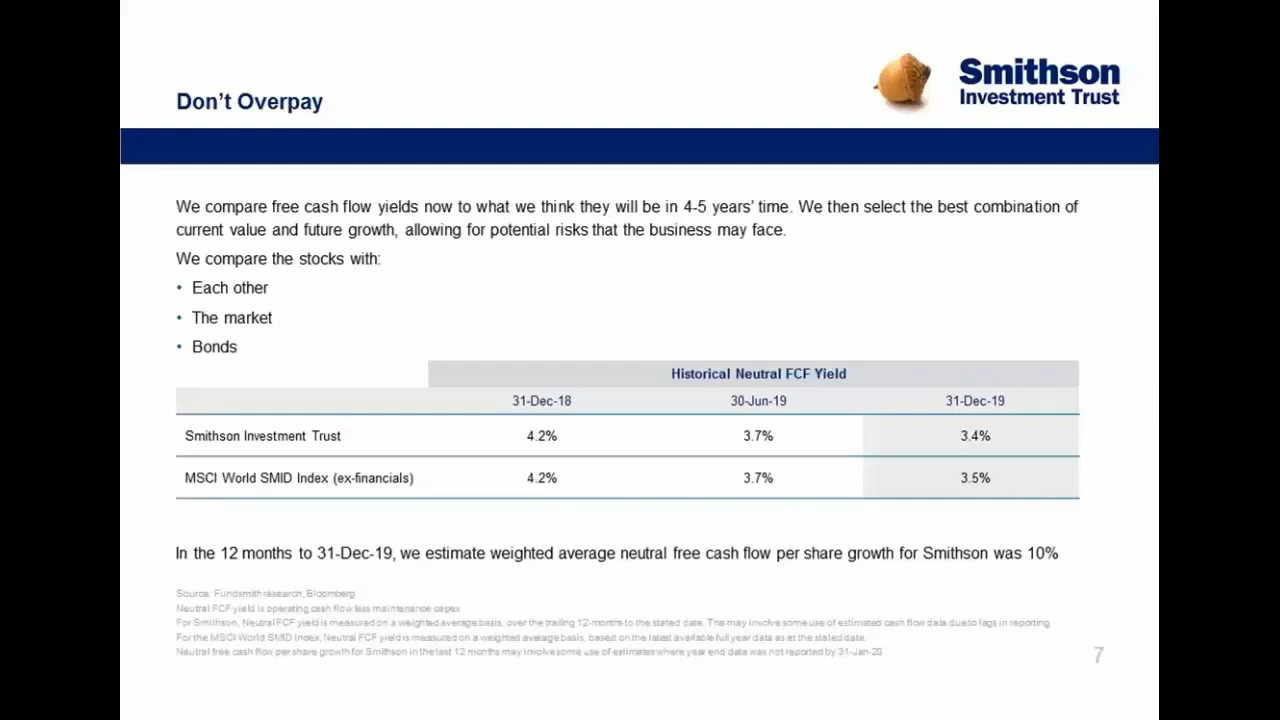 Smithson
Investment Trust
Don't Overpay
We compare free cash flow yields now to what we think they will be in 4-5 years' time. We then select the best combination of
current value and future growth, allowing for potential risks that the business may face.
We compare the stocks with:
• Each other
• The market
• Bonds
Historical Neutral FCF Yield
31-Dec-18 30-Jun-19 31-Dec-19
Smithson Investment Trust 4.2% 3.7% 3.4%
MSCI World SMID Index (ex-financials) 4.2% 3.7% 3.5%
In the 12 months to 31-Dec-19, we estimate weighted average neutral free cash flow per share growth for Smithson was 10%
Source: Fundsmith research, Bloomberg
Neutral FCF yield is operating cash flow less maintenance capex
For Smithson, Neutral FCF yield is measured on a weighted average basis, over the trailing 12-months to the stated date. This may involve some use of estimated cash flow data due to lags in reporting.
For the MSCI World SMID Index, Neutral FCF yield is measured on a weighted average basis, based on the latest available full year data as at the stated date.
Neutral free cash flow per share growth for Smithson in the last 12 months may involve some use of estimates where year end data was not reported by 31-Jan-20
7